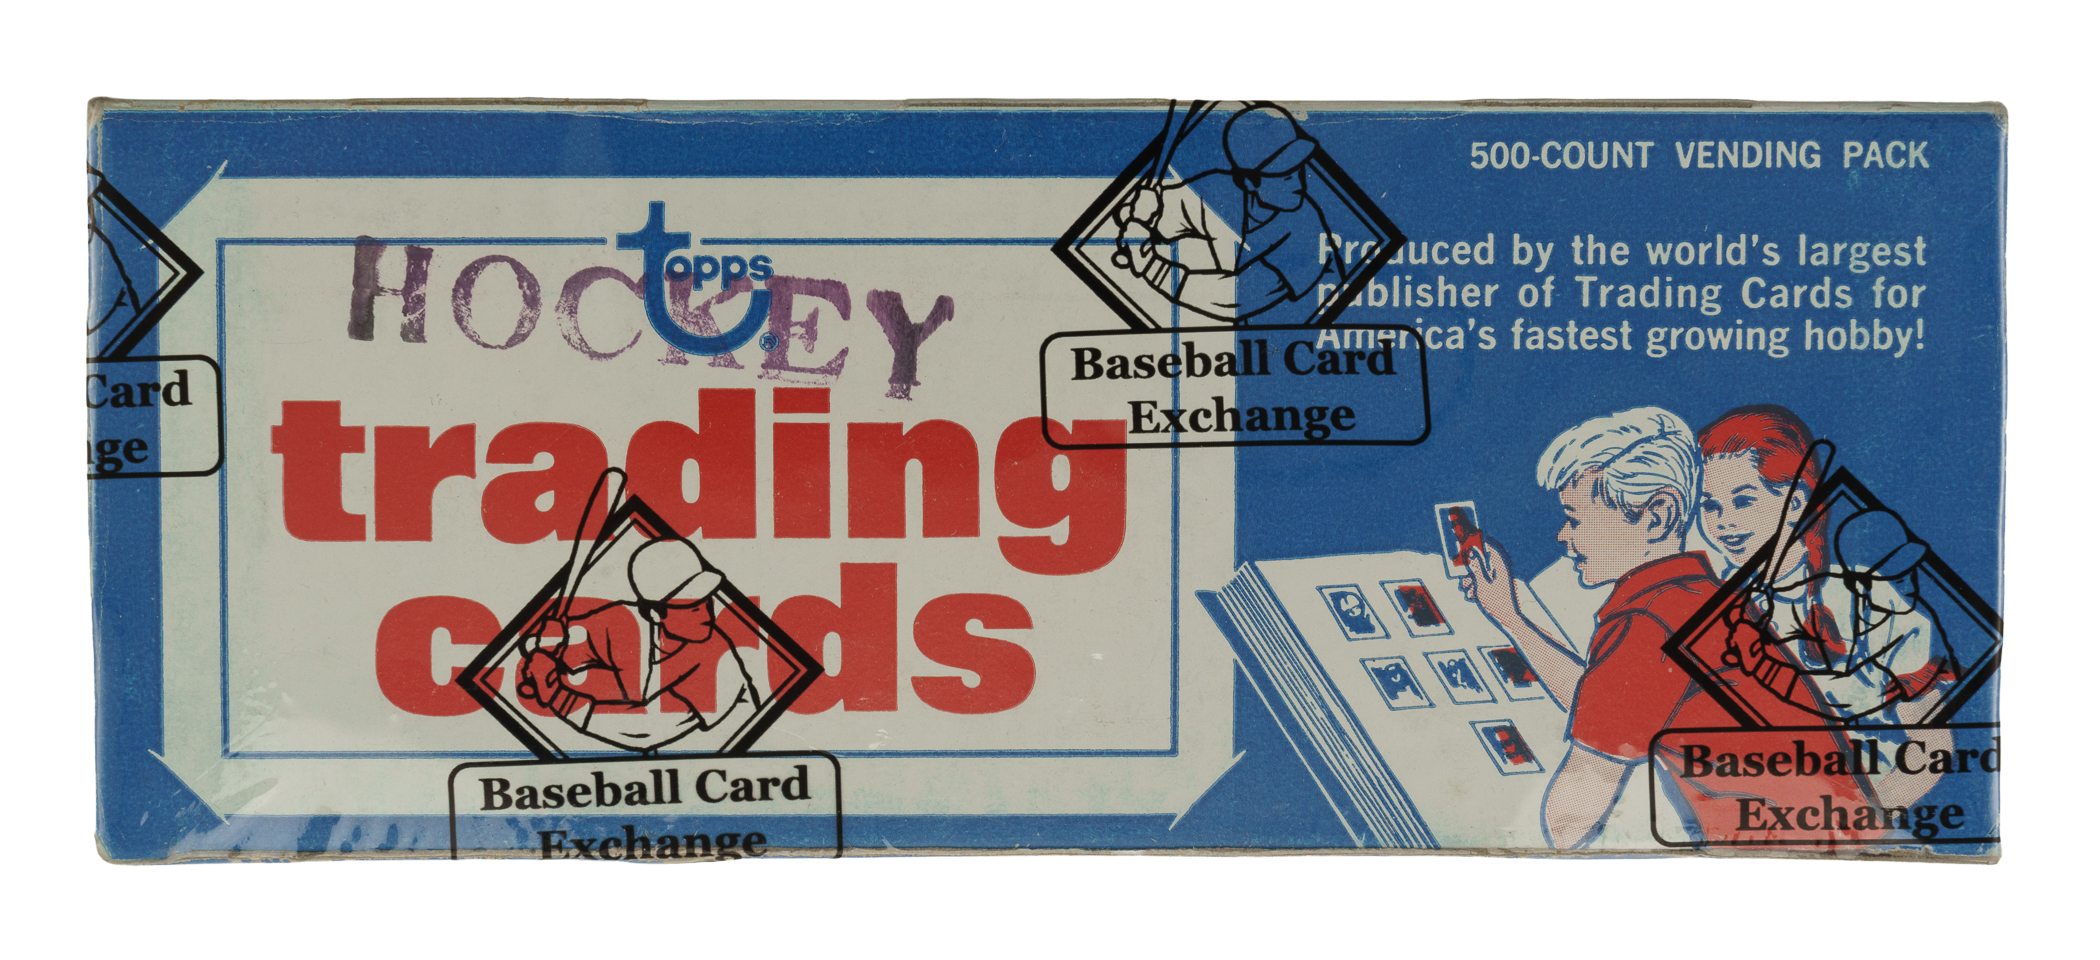 500-COUNT VENDING PACK
topps
®
HOCKEY
trading
cards
Produced by the world's largest
publisher of Trading Cards for
America's fastest growing hobby!
Card
Baseball Card
Exchange
Baseball Card
Exchange
Baseball Card
Exchange